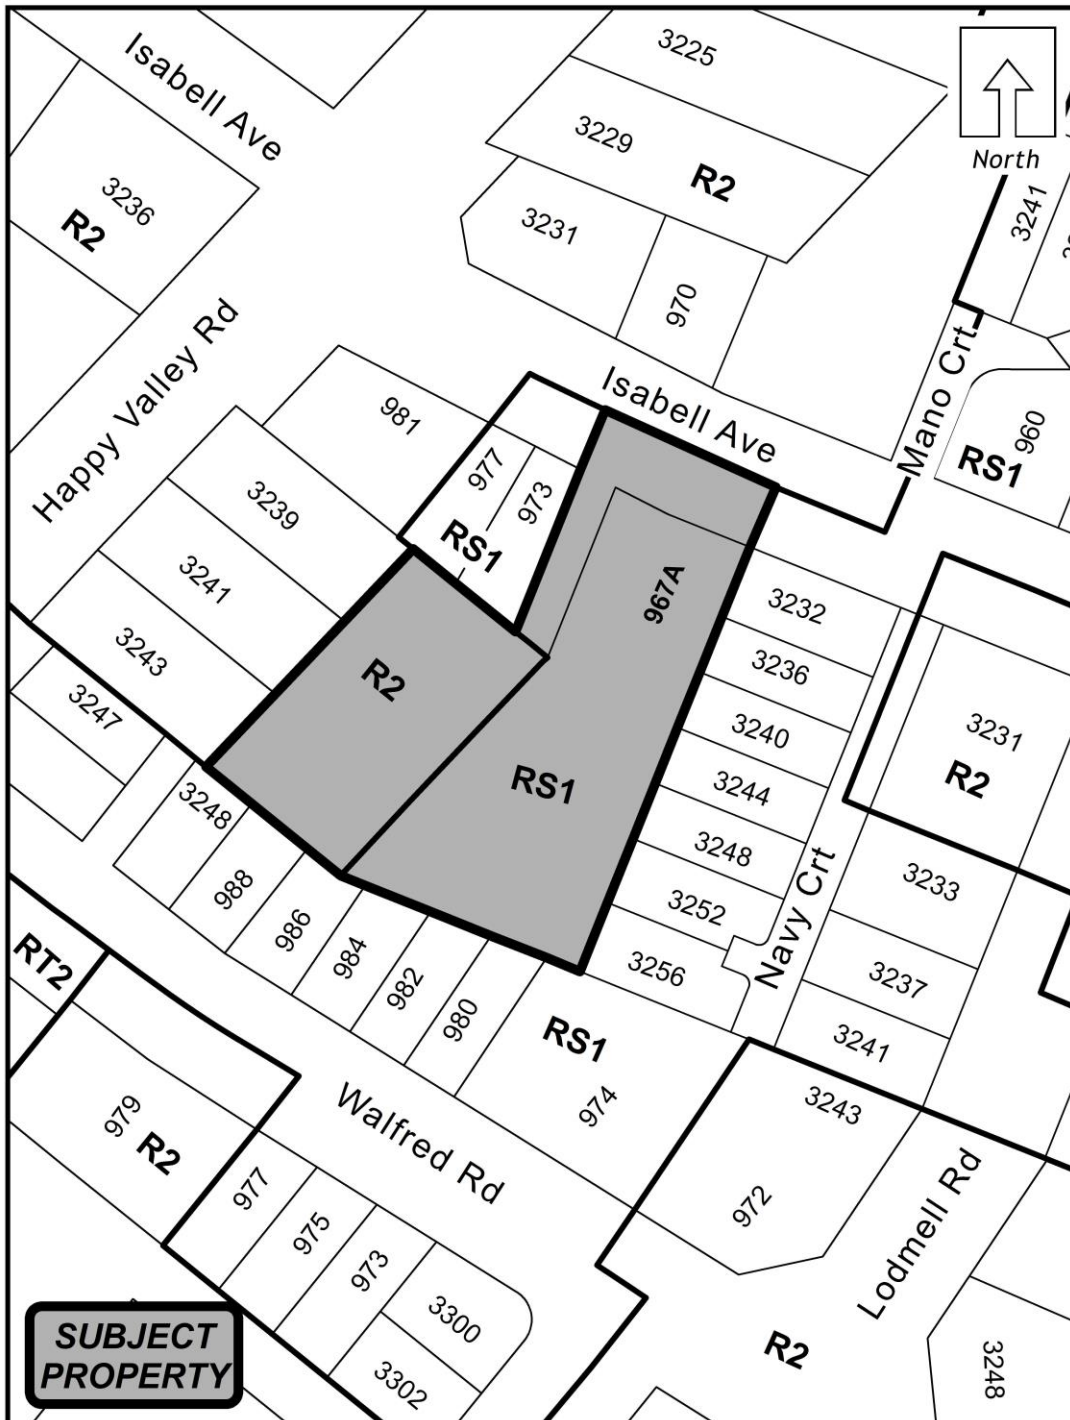 Isabell Ave
3225
3229
R2
North
3236
R2
3231
970
3241
Happy Valley Rd
981
Isabell Ave
Mano Crt
960
RS1
977
973
RS1
3239
3241
3243
3247
967A
3232
3236
3240
3244
3248
3252
3256
R2
RS1
3231
R2
3233
3237
3241
Navy Crt
3248
988
986
984
982
980
RS1
974
RT2
979
R2
Walfred Rd
3243
972
Lodmell Rd
977
975
973
3300
3302
R2
3248
SUBJECT
PROPERTY